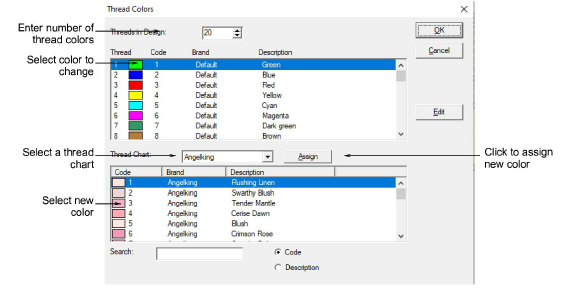 Thread Colors
Enter number of
thread colors
Threads in Design:
20
OK
Cancel
Thread Code Brand Description
Select color to
change
1 1 Default Green
2 2 Default Blue
3 3 Default Red
4 4 Default Yellow
5 5 Default Cyan
6 6 Default Magenta
7 7 Default Dark green
8 8 Default Brown
Edit
Select a thread
chart
Thread Chart:
Angelking
Assign
Click to assign
new color
Code Brand Description
1 Angelking Flushing Linen
2 Angelking Swarthy Blush
Select new
color
3 Angelking Tender Mantle
4 Angelking Cerise Dawn
5 Angelking Blush
6 Angelking Crimson Rose
Search:
Code
Description